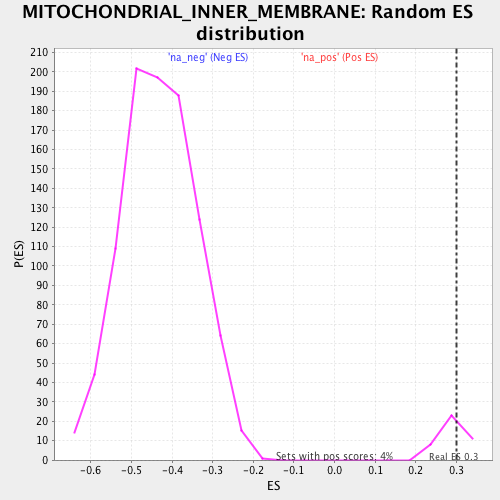 MITOCHONDRIAL_INNER_MEMBRANE: Random ES
distribution
'na_neg' (Neg ES)
'na_pos' (Pos ES)
210
200
190
180
170
160
150
140
130
120
110
100
90
80
70
60
50
40
30
20
10
0
P(ES)
Sets with pos scores: 4%
Real ES 0.3
-0.6 -0.5 -0.4 -0.3 -0.2 -0.1 0.0 0.1 0.2 0.3
ES